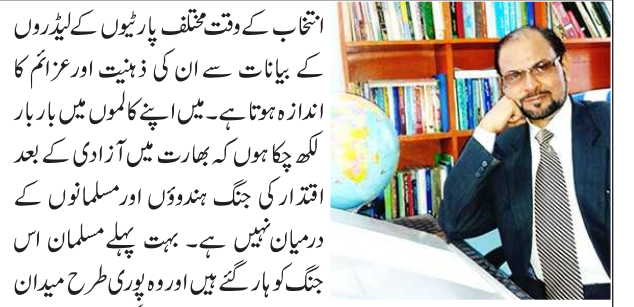 انتخاب کے وقت مختلف پارٹیوں کے لیڈروں
کے بیانات سے ان کی ذہنیت اور عزائم کا
اندازہ ہوتا ہے۔ میں اپنے کالموں میں بار بار
لکھ چکا ہوں کہ بھارت میں آزادی کے بعد
اقتدار کی جنگ ہندوؤں اور مسلمانوں کے
درمیان نہیں ہے۔ بہت پہلے مسلمان اس
جنگ کو ہار گئے ہیں اور وہ پوری طرح میدان